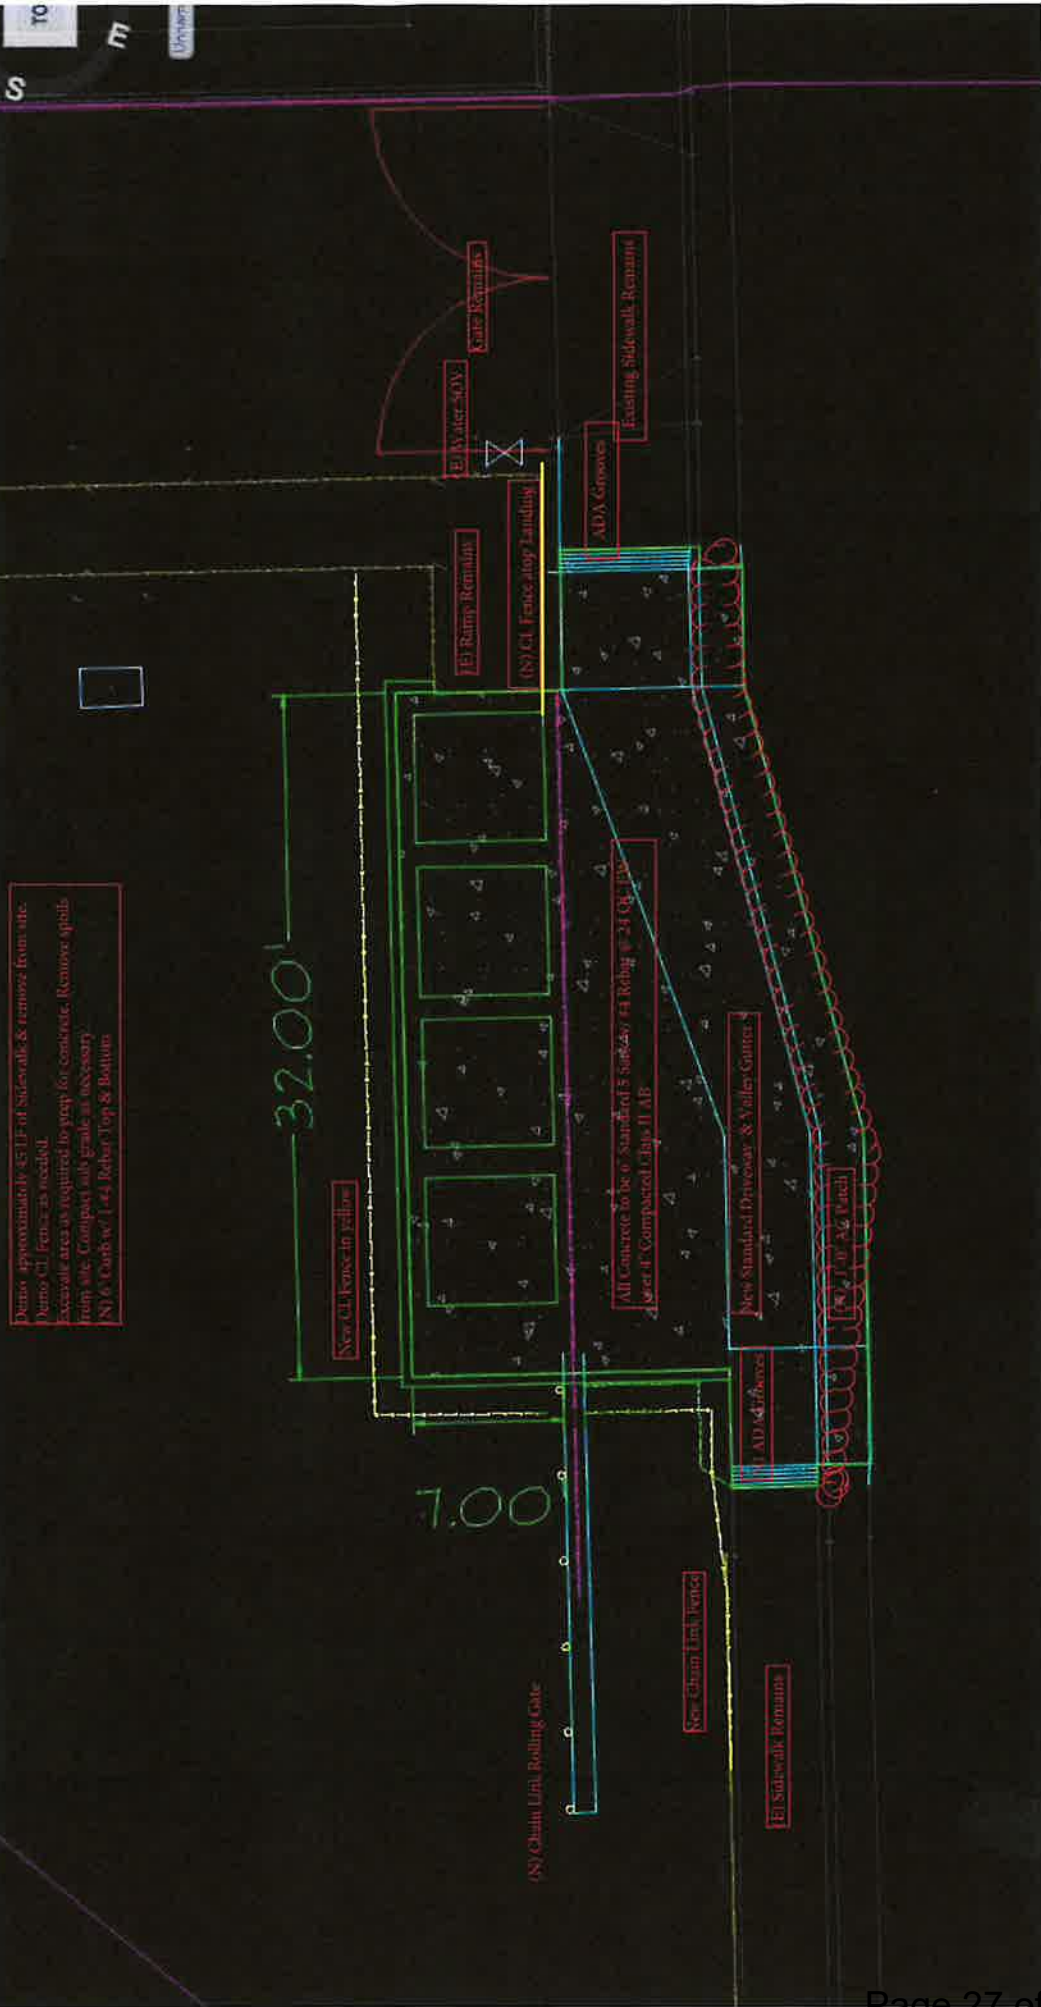 TO
E
S
Unnam
Demo approximately 45 LF of Sidewalk & remove from site.
Demo CL Fence as needed.
Excavate area as required to prep for concrete. Remove spoils
from site. Compact sub grade as necessary
(N) 6" Curb w/ 1 #4 Rebar Top & Bottom
32.00'
New CL Fence in yellow
7.00
(E) Water SOV
Gate Remains
(E) Ramp Remains
(N) CL Fence atop Landing
ADA Grooves
Existing Sidewalk Remains
All Concrete to be 6" Standard 5 Sack w/ #4 Rebar @ 24 OC EW
over 4" Compacted Class II AB
New Standard Driveway & Valley Gutter
AC Patch
ADA Grooves
(N) Chain Link Rolling Gate
New Chain Link Fence
(E) Sidewalk Remains
Page 27 of